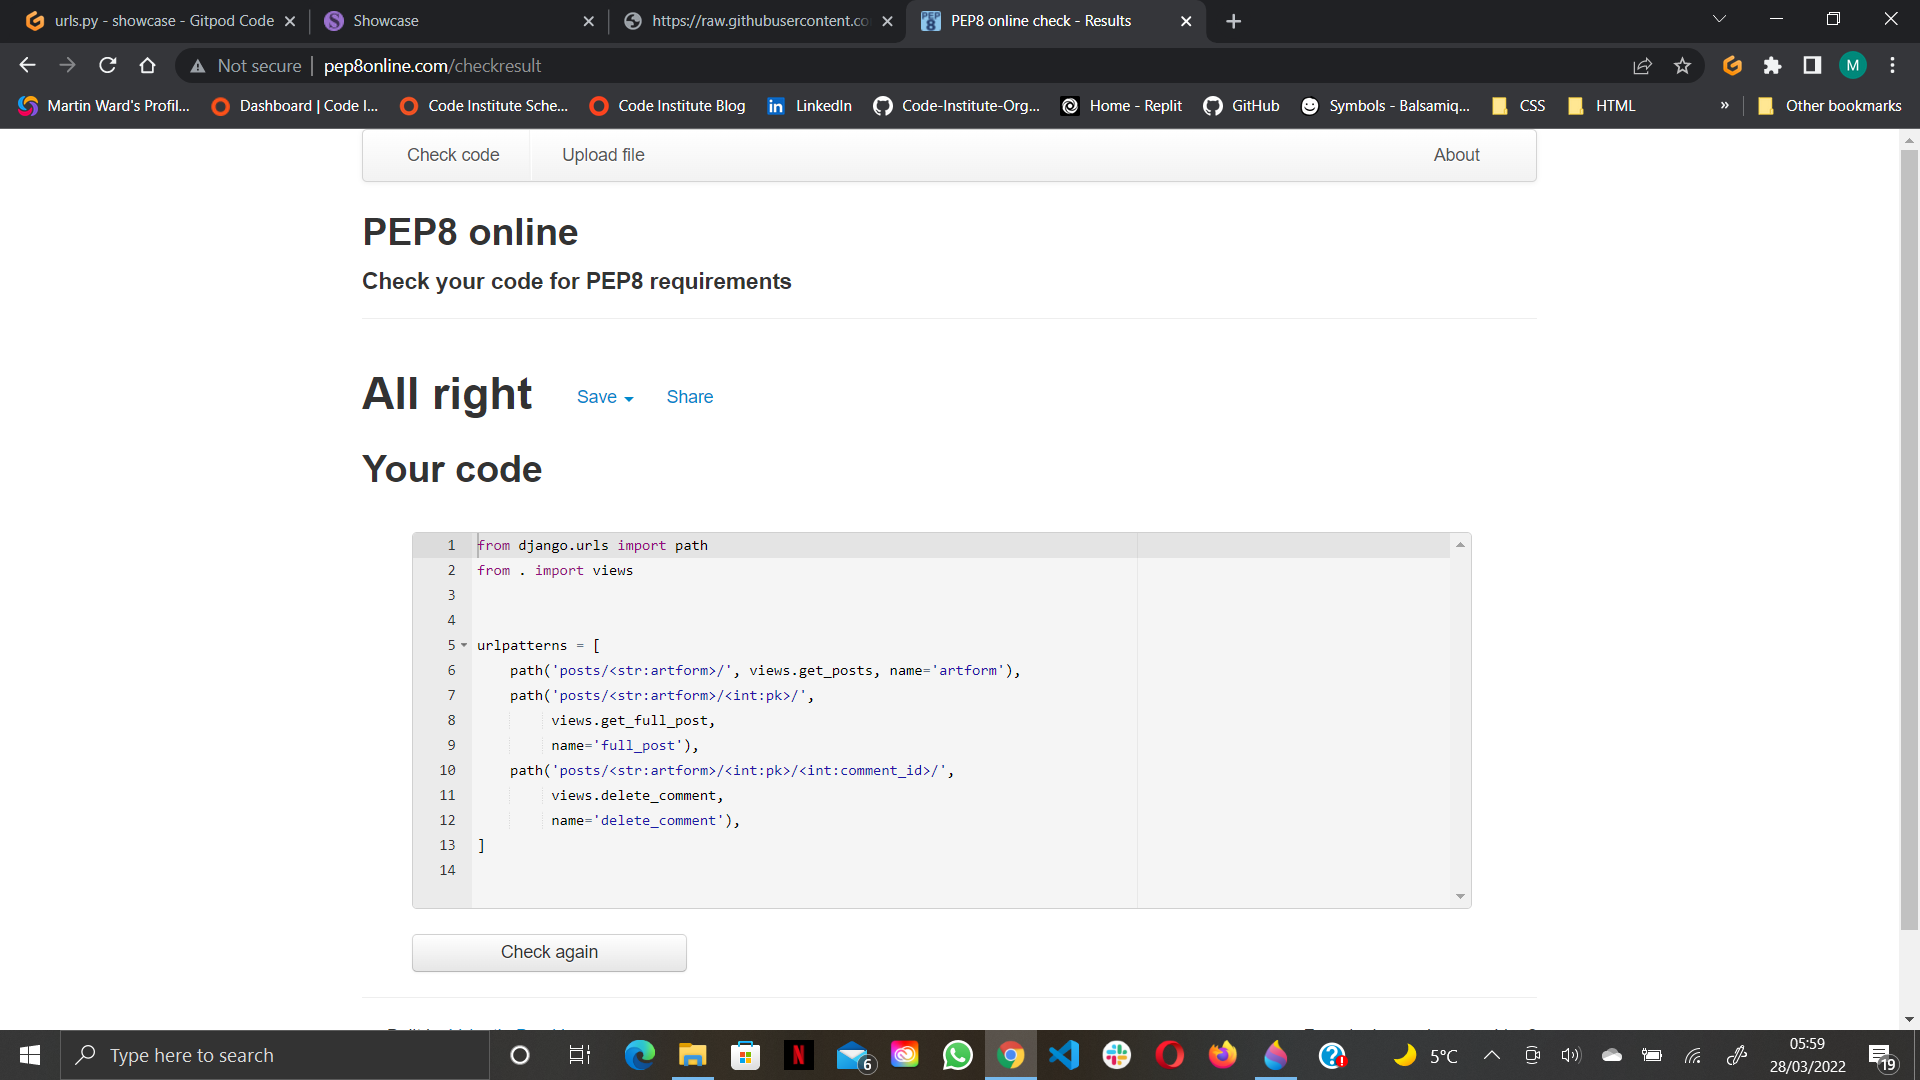 urls.py - showcase - Gitpod Code
Showcase
https://raw.githubusercontent.co
PEP8 online check - Results
Not secure
pep8online.com/checkresult
M
Martin Ward's Profil...
Dashboard | Code I...
Code Institute Sche...
Code Institute Blog
LinkedIn
Code-Institute-Org...
Home - Replit
GitHub
Symbols - Balsamiq...
CSS
HTML
»
Other bookmarks
Check code
Upload file
About
PEP8 online
Check your code for PEP8 requirements
All right
Save
Share
Your code
1 from django.urls import path
2 from . import views
3
4
5 urlpatterns = [
6 path('posts/<str:artform>/', views.get_posts, name='artform'),
7 path('posts/<str:artform>/<int:pk>/',
8 views.get_full_post,
9 name='full_post'),
10 path('posts/<str:artform>/<int:pk>/<int:comment_id>/',
11 views.delete_comment,
12 name='delete_comment'),
13 ]
14
Check again
Type here to search
6
5°C
05:59
28/03/2022
19